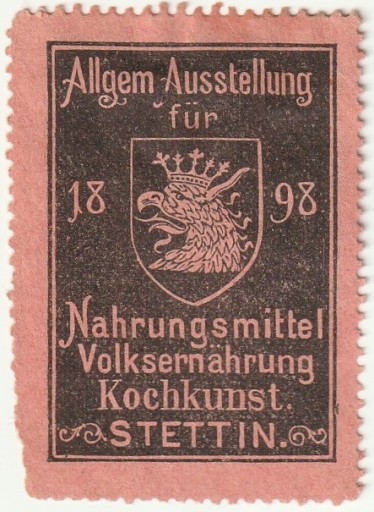 Allgem. Ausstellung
für
18 98
Nahrungsmittel
Volksernährung
Kochkunst.
STETTIN.